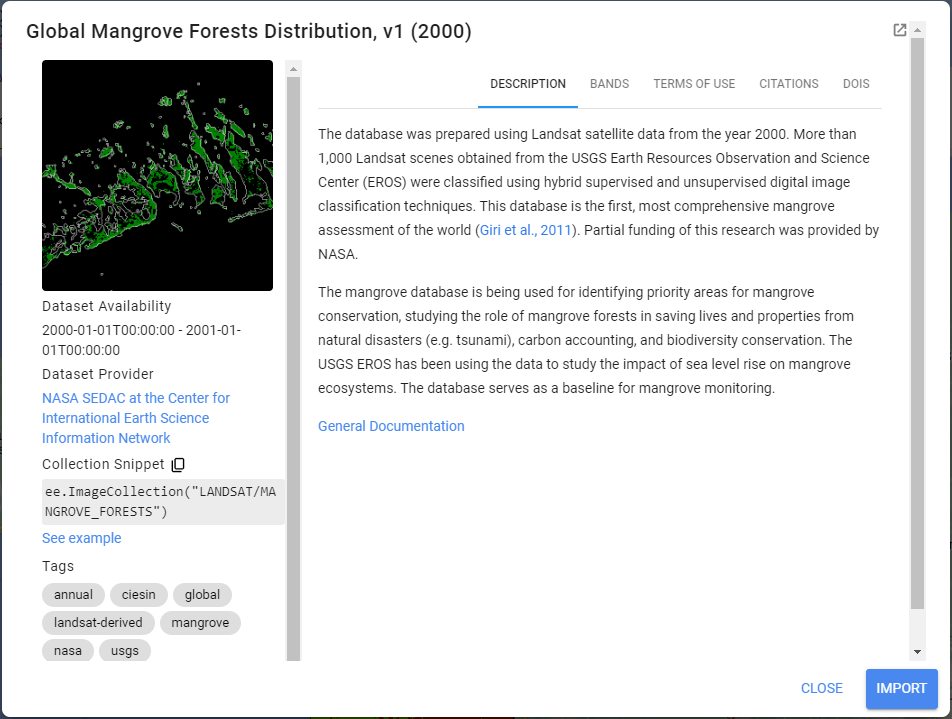 Global Mangrove Forests Distribution, v1 (2000)
Dataset Availability
2000-01-01T00:00:00 - 2001-01-
01T00:00:00
Dataset Provider
NASA SEDAC at the Center for
International Earth Science
Information Network
Collection Snippet
ee.ImageCollection("LANDSAT/MA
NGROVE_FORESTS")
See example
Tags
annual ciesin global
landsat-derived mangrove
nasa usgs
DESCRIPTION BANDS TERMS OF USE CITATIONS DOIS
The database was prepared using Landsat satellite data from the year 2000. More than
1,000 Landsat scenes obtained from the USGS Earth Resources Observation and Science
Center (EROS) were classified using hybrid supervised and unsupervised digital image
classification techniques. This database is the first, most comprehensive mangrove
assessment of the world (Giri et al., 2011). Partial funding of this research was provided by
NASA.
The mangrove database is being used for identifying priority areas for mangrove
conservation, studying the role of mangrove forests in saving lives and properties from
natural disasters (e.g. tsunami), carbon accounting, and biodiversity conservation. The
USGS EROS has been using the data to study the impact of sea level rise on mangrove
ecosystems. The database serves as a baseline for mangrove monitoring.
General Documentation
CLOSE IMPORT